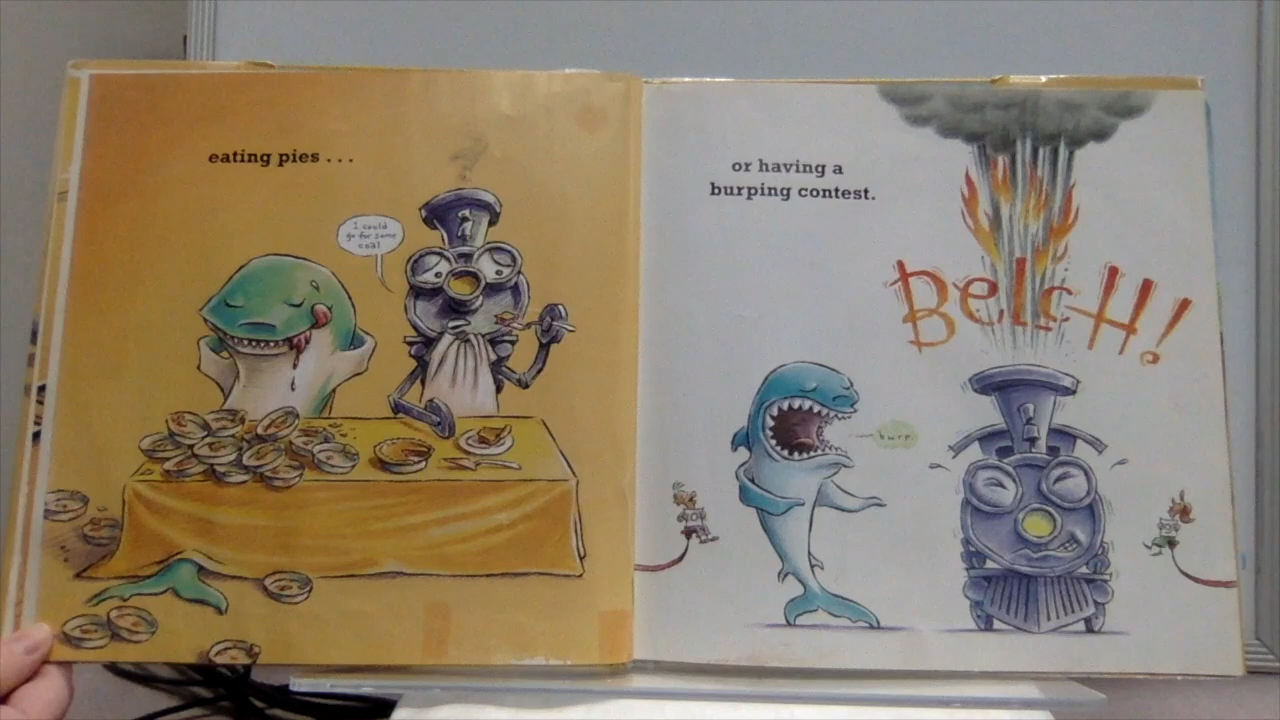 eating pies . . .
I could
go for some
coal
or having a
burping contest.
BelcH!
burp.